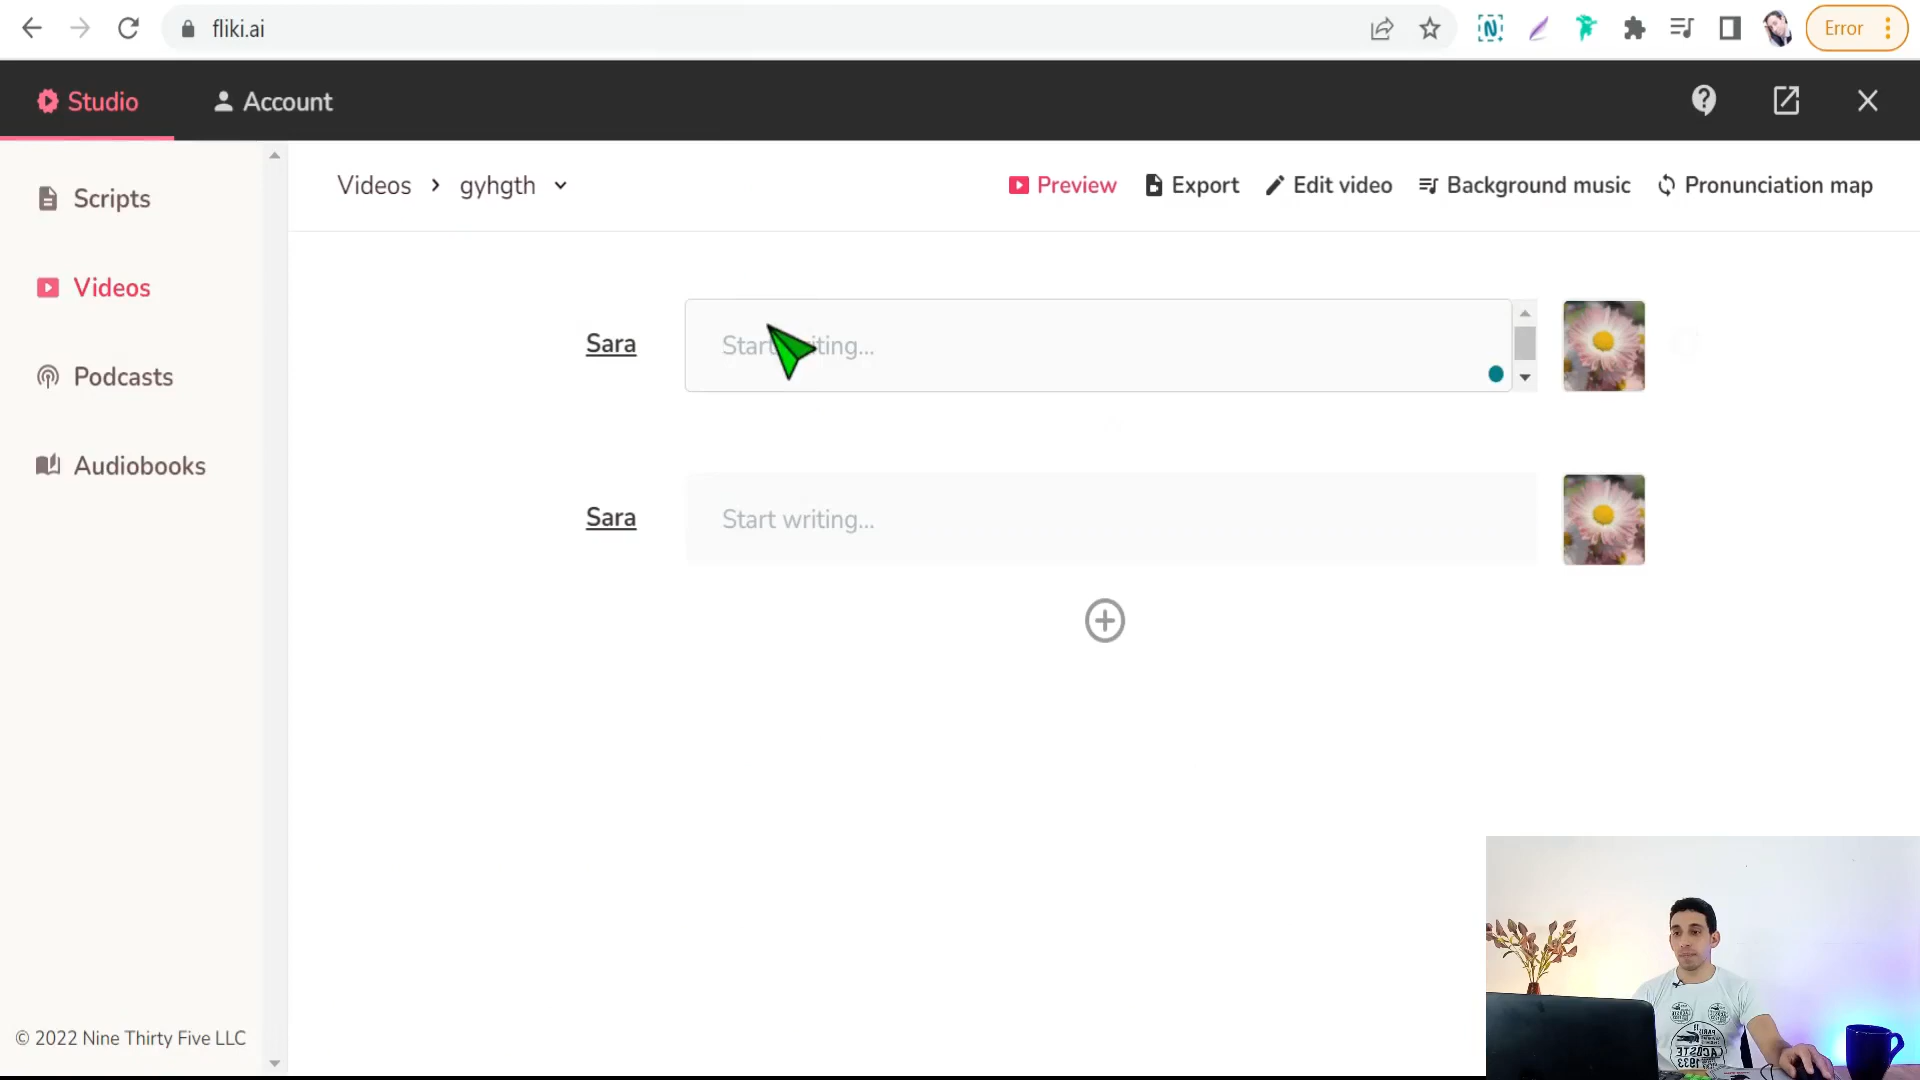 fliki.ai
Error
Studio
Account
Scripts
Videos
Podcasts
Audiobooks
Videos > gyhgth
Preview
Export
Edit video
Background music
Pronunciation map
Sara
Start writing...
Sara
Start writing...
© 2022 Nine Thirty Five LLC